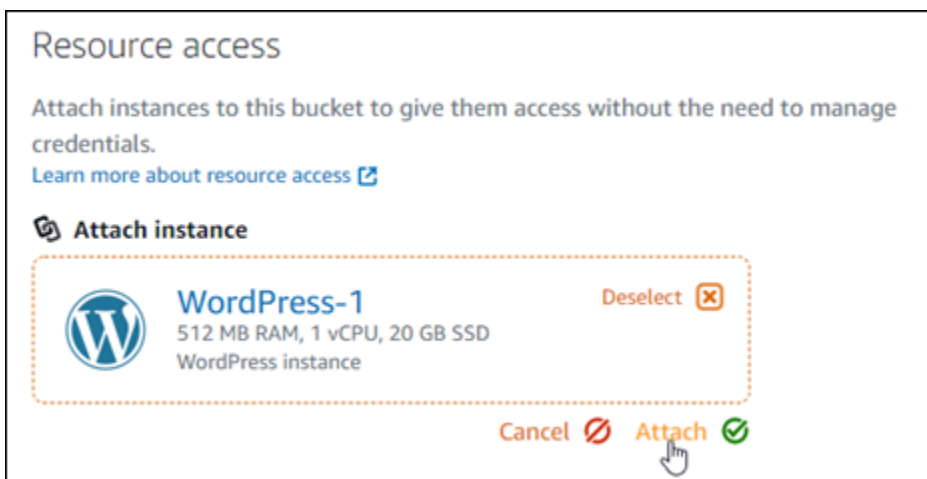 Resource access
Attach instances to this bucket to give them access without the need to manage
credentials.
Learn more about resource access
Attach instance
WordPress-1
Deselect
512 MB RAM, 1 vCPU, 20 GB SSD
WordPress instance
Cancel Attach